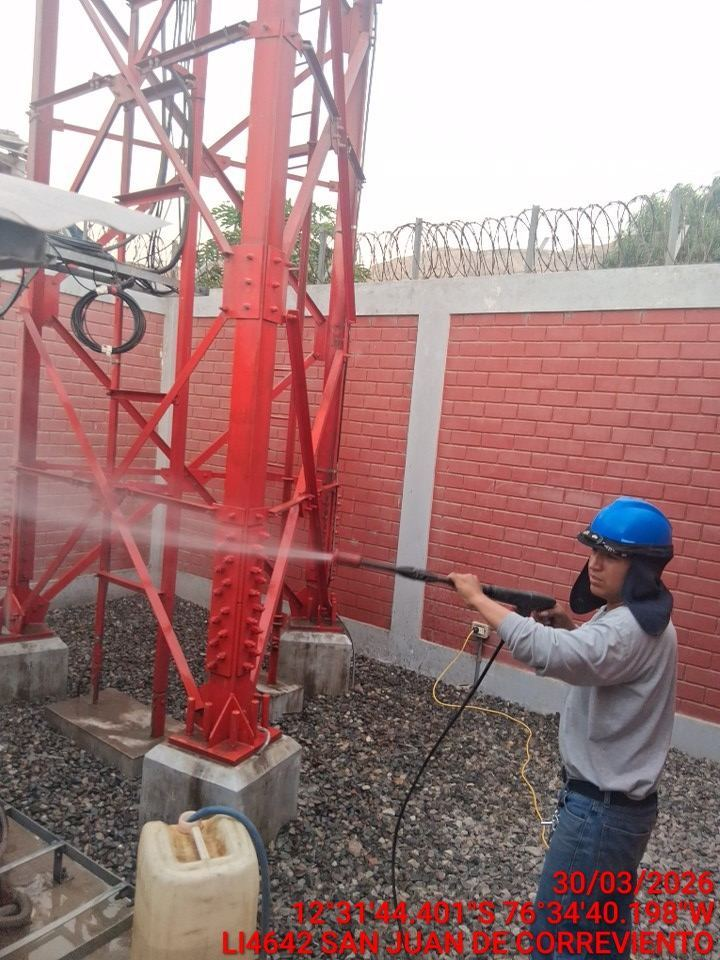 30/03/2026
12°31'44.401"S 76°34'40.198"W
LI4642 SAN JUAN DE CORREVIENTO